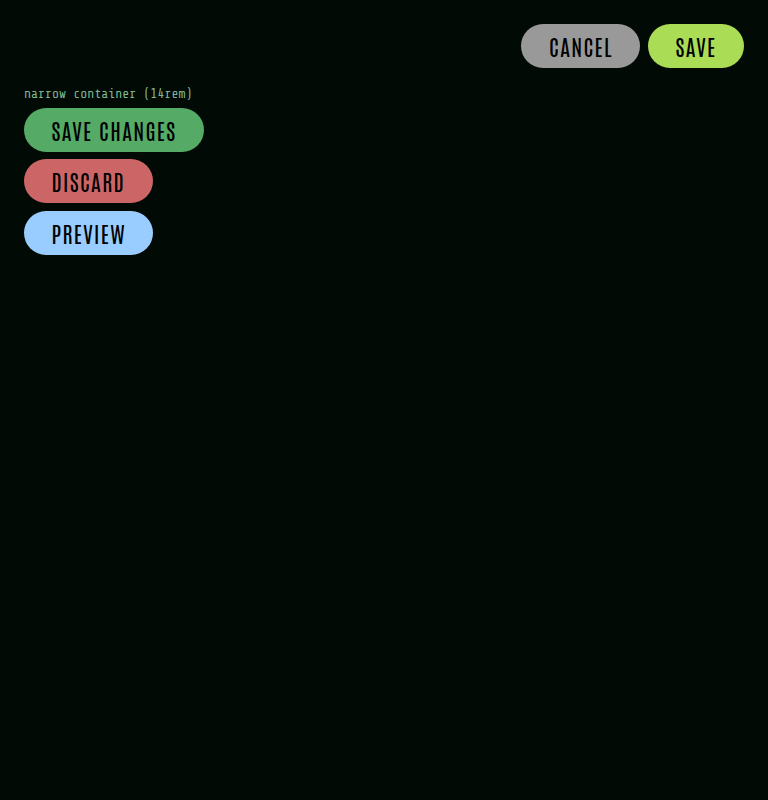 CANCEL SAVE
narrow container (14rem)
SAVE CHANGES
DISCARD
PREVIEW